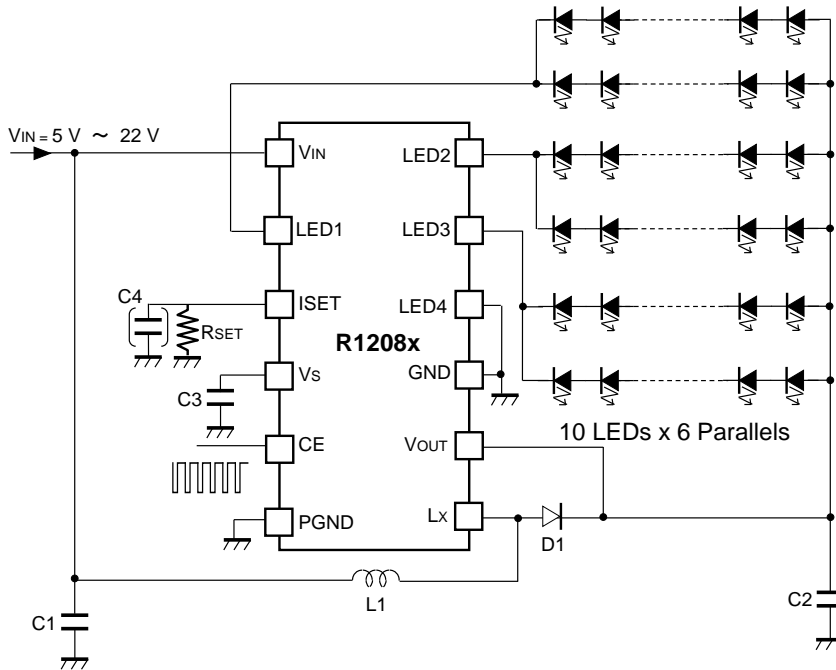 VIN = 5 V ～ 22 V
VIN
LED2
LED1
LED3
C4
RSET
ISET
LED4
R1208x
C3
VS
GND
10 LEDs x 6 Parallels
CE
VOUT
PGND
LX
D1
L1
C1
C2